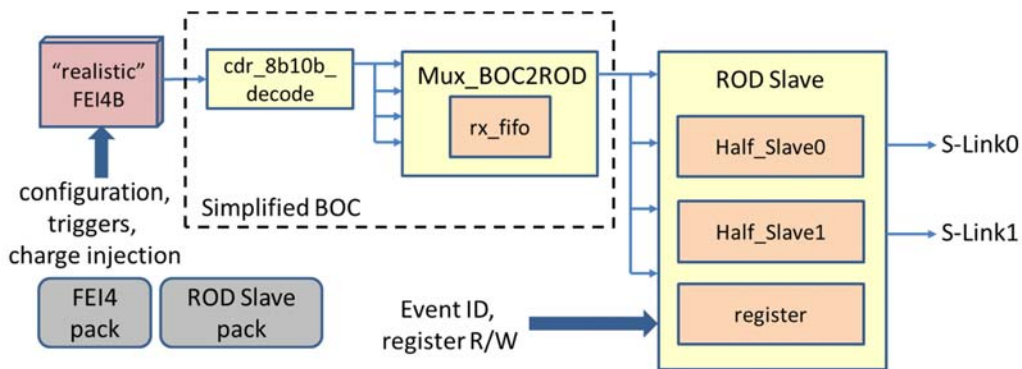 "realistic"
FEI4B
cdr_8b10b_
decode
Mux_BOC2ROD
rx_fifo
Simplified BOC
ROD Slave
Half_Slave0
Half_Slave1
register
S-Link0
S-Link1
configuration,
triggers,
charge injection
FEI4
pack
ROD Slave
pack
Event ID,
register R/W